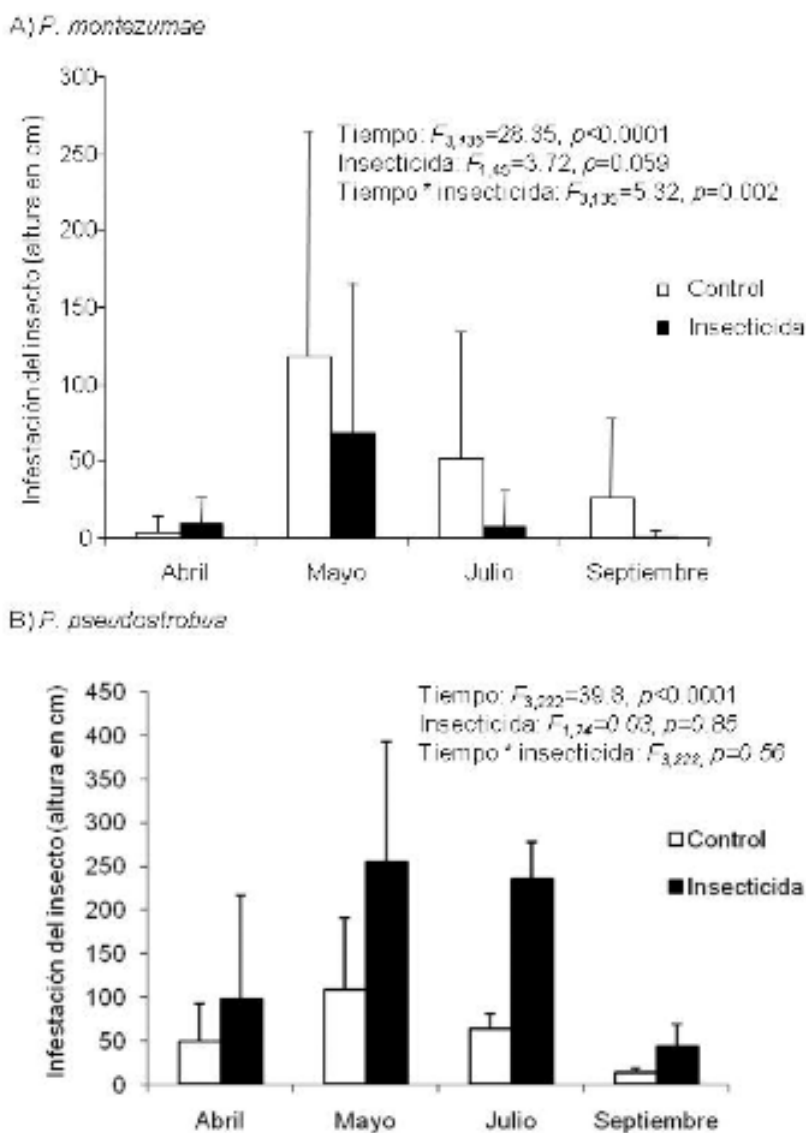 A) P. montezumae
Infestación del insecto (altura en cm)
300
250
200
150
100
50
0
Tiempo: F3,135=28.35, p<0.0001
Insecticida: F1,45=3.72, p=0.059
Tiempo * insecticida: F3,135=5.32, p=0.002
Control
Insecticida
Abril Mayo Julio Septiembre
B) P. pseudostrobus
Infestación del insecto (altura en cm)
450
400
350
300
250
200
150
100
50
0
Tiempo: F3,222=39.8, p<0.0001
Insecticida: F1,74=0.03, p=0.85
Tiempo * insecticida: F3,222, p=0.56
Control
Insecticida
Abril Mayo Julio Septiembre